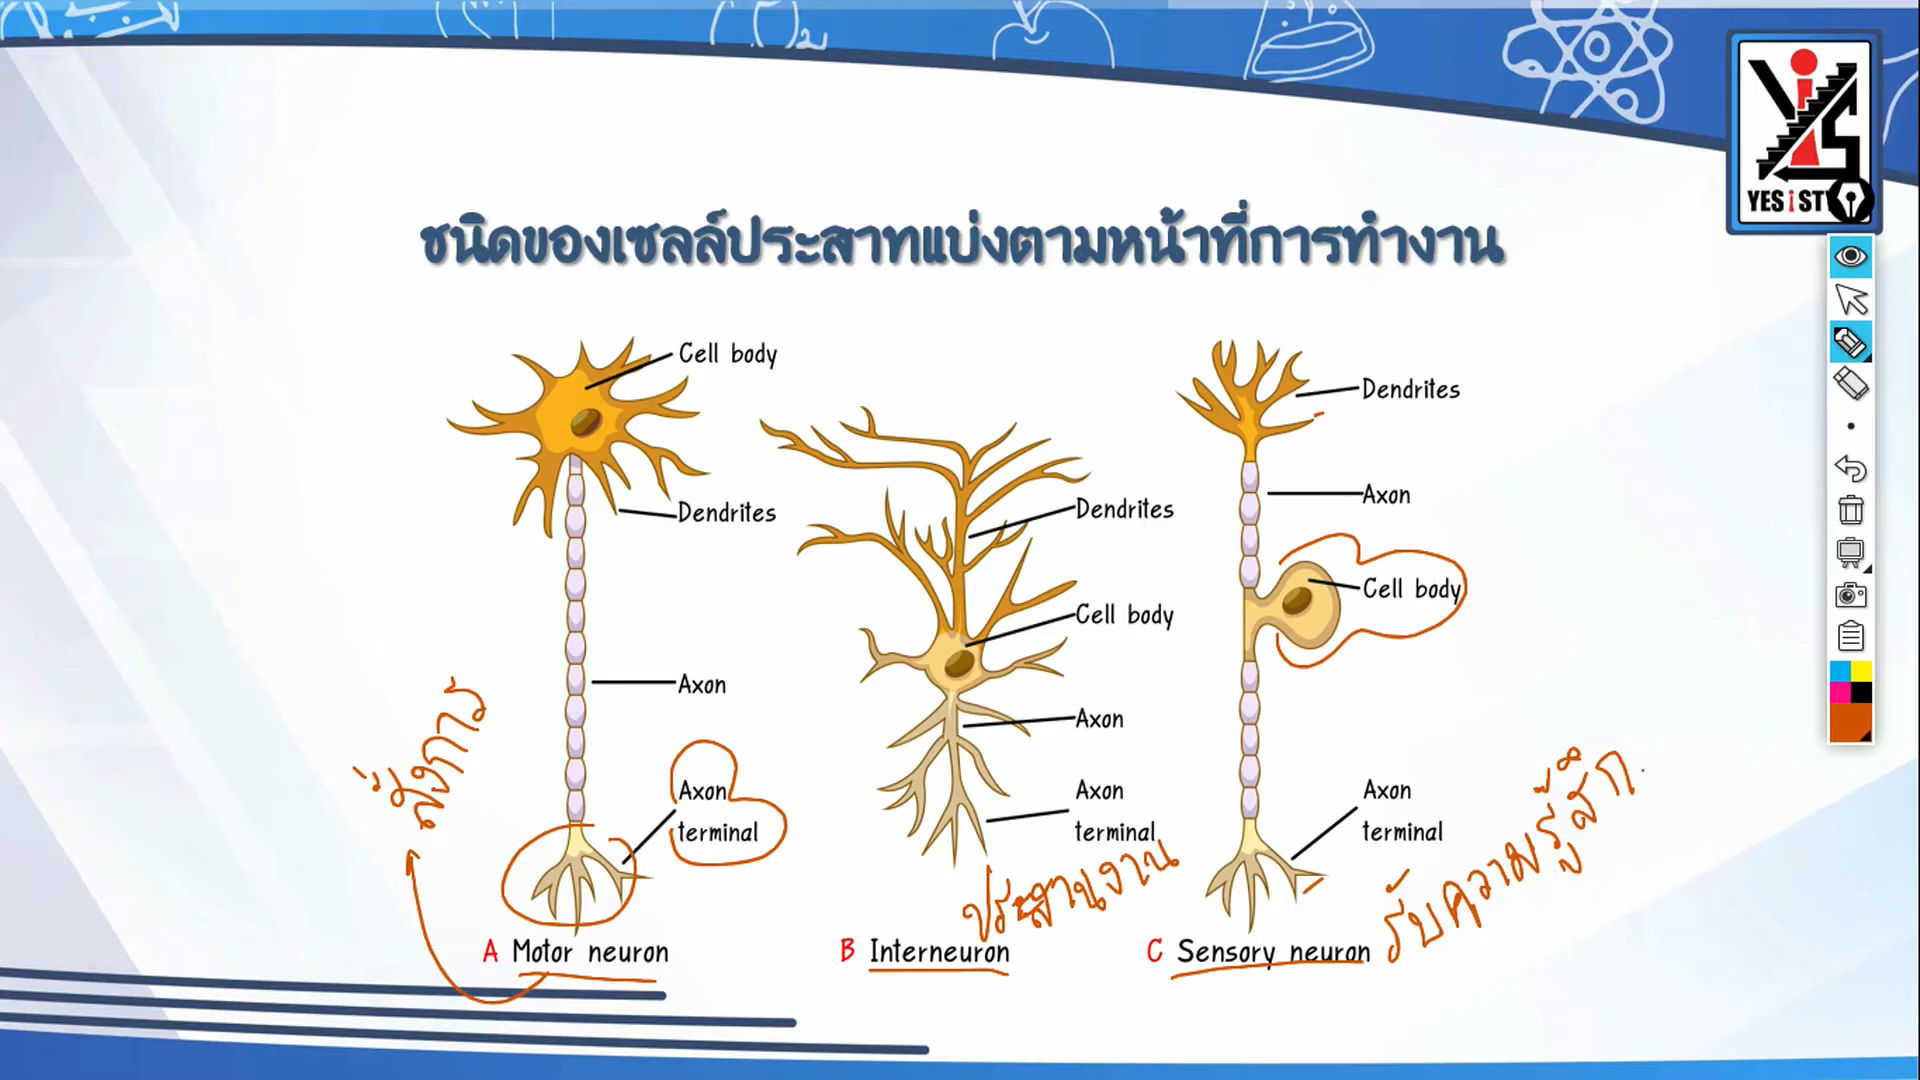 YES iST
ชนิดของเซลล์ประสาทแบ่งตามหน้าที่การทำงาน
Cell body
Dendrites
Axon
Axon
terminal
สั่งการ
A Motor neuron
Dendrites
Cell body
Axon
Axon
terminal
ประสานงาน
B Interneuron
Dendrites
Axon
Cell body
Axon
terminal
รับความรู้สึก
C Sensory neuron